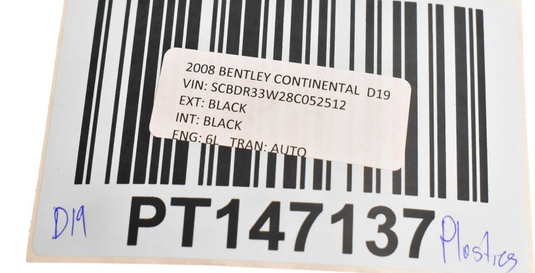 2008 BENTLEY CONTINENTAL D19
VIN: SCBDR33W28C052512
EXT: BLACK
INT: BLACK
ENG: 6L TRAN: AUTO
D19
PT147137
Plastics